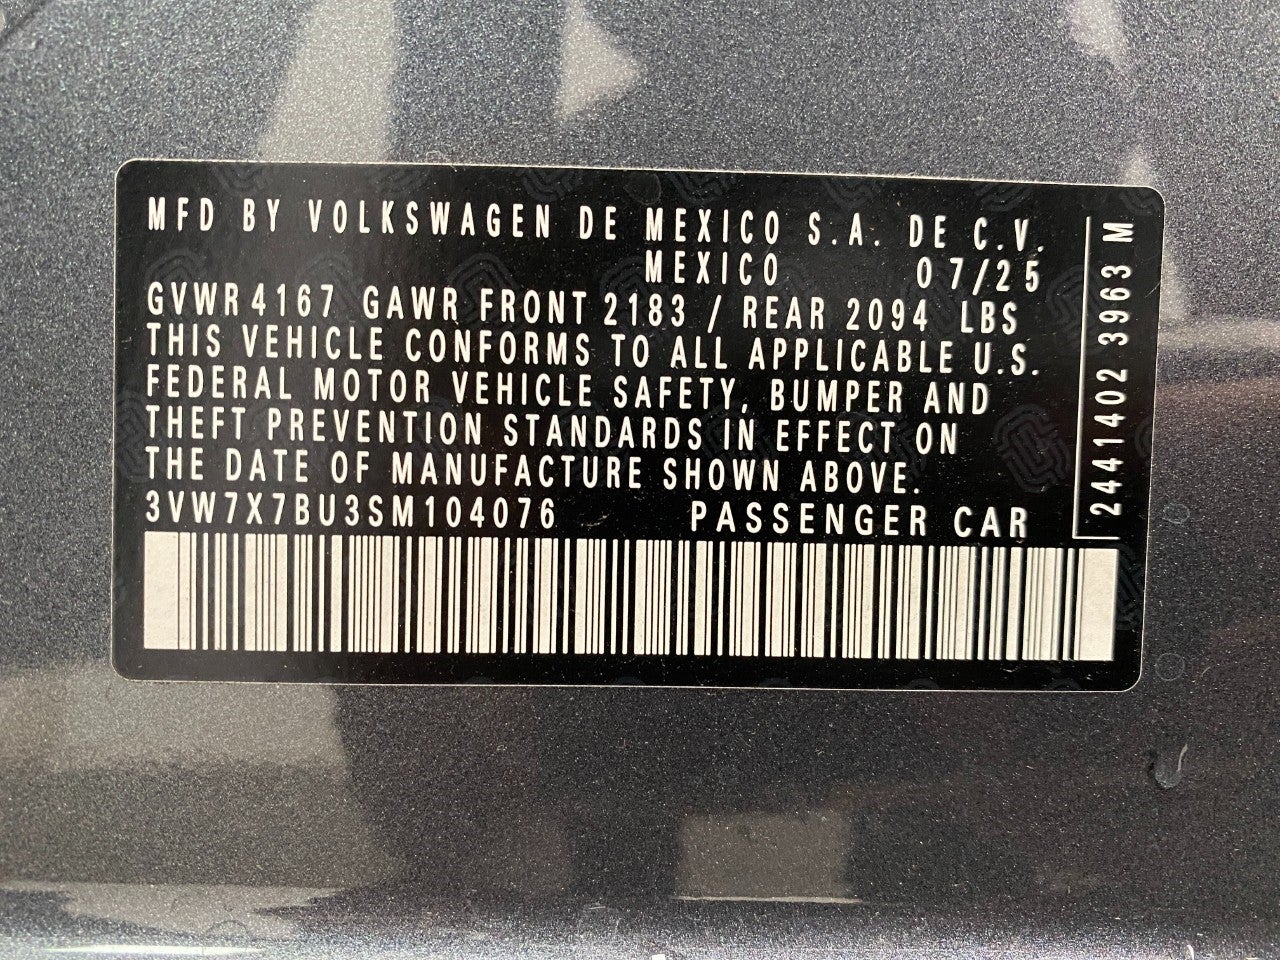 MFD BY VOLKSWAGEN DE MEXICO S.A. DE C.V.
MEXICO 07/25
GVWR 4167 GAWR FRONT 2183 / REAR 2094 LBS
THIS VEHICLE CONFORMS TO ALL APPLICABLE U.S.
FEDERAL MOTOR VEHICLE SAFETY, BUMPER AND
THEFT PREVENTION STANDARDS IN EFFECT ON
THE DATE OF MANUFACTURE SHOWN ABOVE.
3VW7X7BU3SM104076 PASSENGER CAR
2441402 3963 M